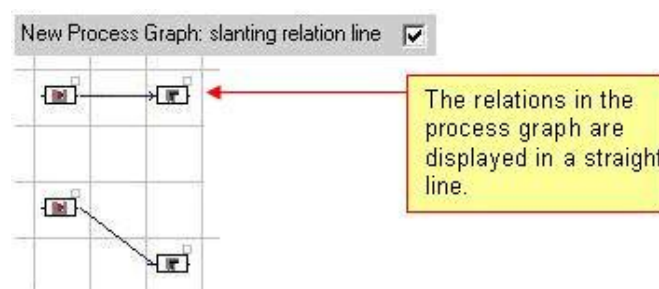 New Process Graph: slanting relation line
The relations in the
process graph are
displayed in a straight
line.